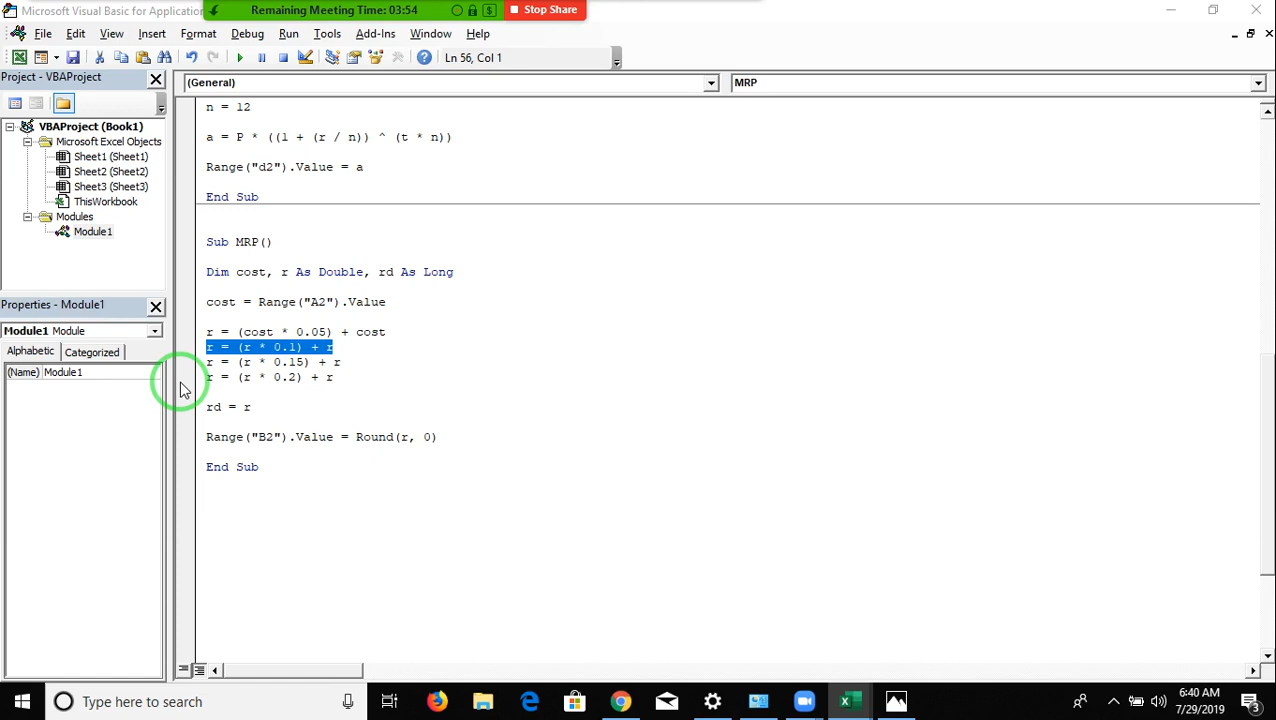 Microsoft Visual Basic for Application
Remaining Meeting Time: 03:54
$
Stop Share
File Edit View Insert Format Debug Run Tools Add-Ins Window Help
Ln 56, Col 1
Project - VBAProject
(General)
MRP
VBAProject (Book1)
Microsoft Excel Objects
Sheet1 (Sheet1)
Sheet2 (Sheet2)
Sheet3 (Sheet3)
ThisWorkbook
Modules
Module1
Properties - Module1
Module1 Module
Alphabetic Categorized
(Name) Module1
n = 12
a = P * ((1 + (r / n)) ^ (t * n))
Range("d2").Value = a
End Sub
Sub MRP()
Dim cost, r As Double, rd As Long
cost = Range("A2").Value
r = (cost * 0.05) + cost
r = (r * 0.1) + r
r = (r * 0.15) + r
r = (r * 0.2) + r
rd = r
Range("B2").Value = Round(r, 0)
End Sub
Type here to search
6:40 AM
7/29/2019
3